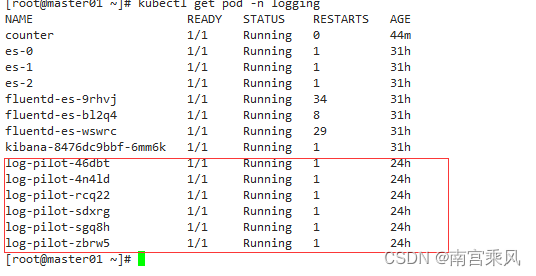 [root@master01 ~]# kubectl get pod -n logging
NAME READY STATUS RESTARTS AGE
counter 1/1 Running 0 44m
es-0 1/1 Running 1 31h
es-1 1/1 Running 1 31h
es-2 1/1 Running 1 31h
fluentd-es-9rhvj 1/1 Running 34 31h
fluentd-es-bl2q4 1/1 Running 8 31h
fluentd-es-wswrc 1/1 Running 29 31h
kibana-8476dc9bbf-6mm6k 1/1 Running 1 31h
log-pilot-46dbt 1/1 Running 1 24h
log-pilot-4n4ld 1/1 Running 1 24h
log-pilot-rcq22 1/1 Running 1 24h
log-pilot-sdxrg 1/1 Running 1 24h
log-pilot-sgq8h 1/1 Running 1 24h
log-pilot-zbrw5 1/1 Running 1 24h
[root@master01 ~]#
CSDN @南宫乘风